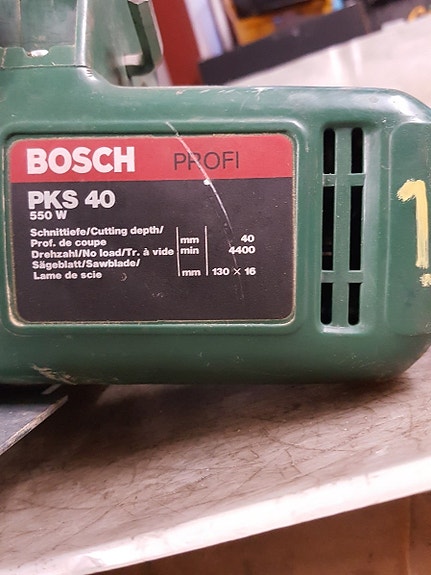 BOSCH PROFI
PKS 40
550 W
Schnittiefe/Cutting depth/
Prof. de coupe mm 40
Drehzahl/No load/Tr. à vide min 4400
Sägeblatt/Sawblade/
Lame de scie mm 130 × 16
1